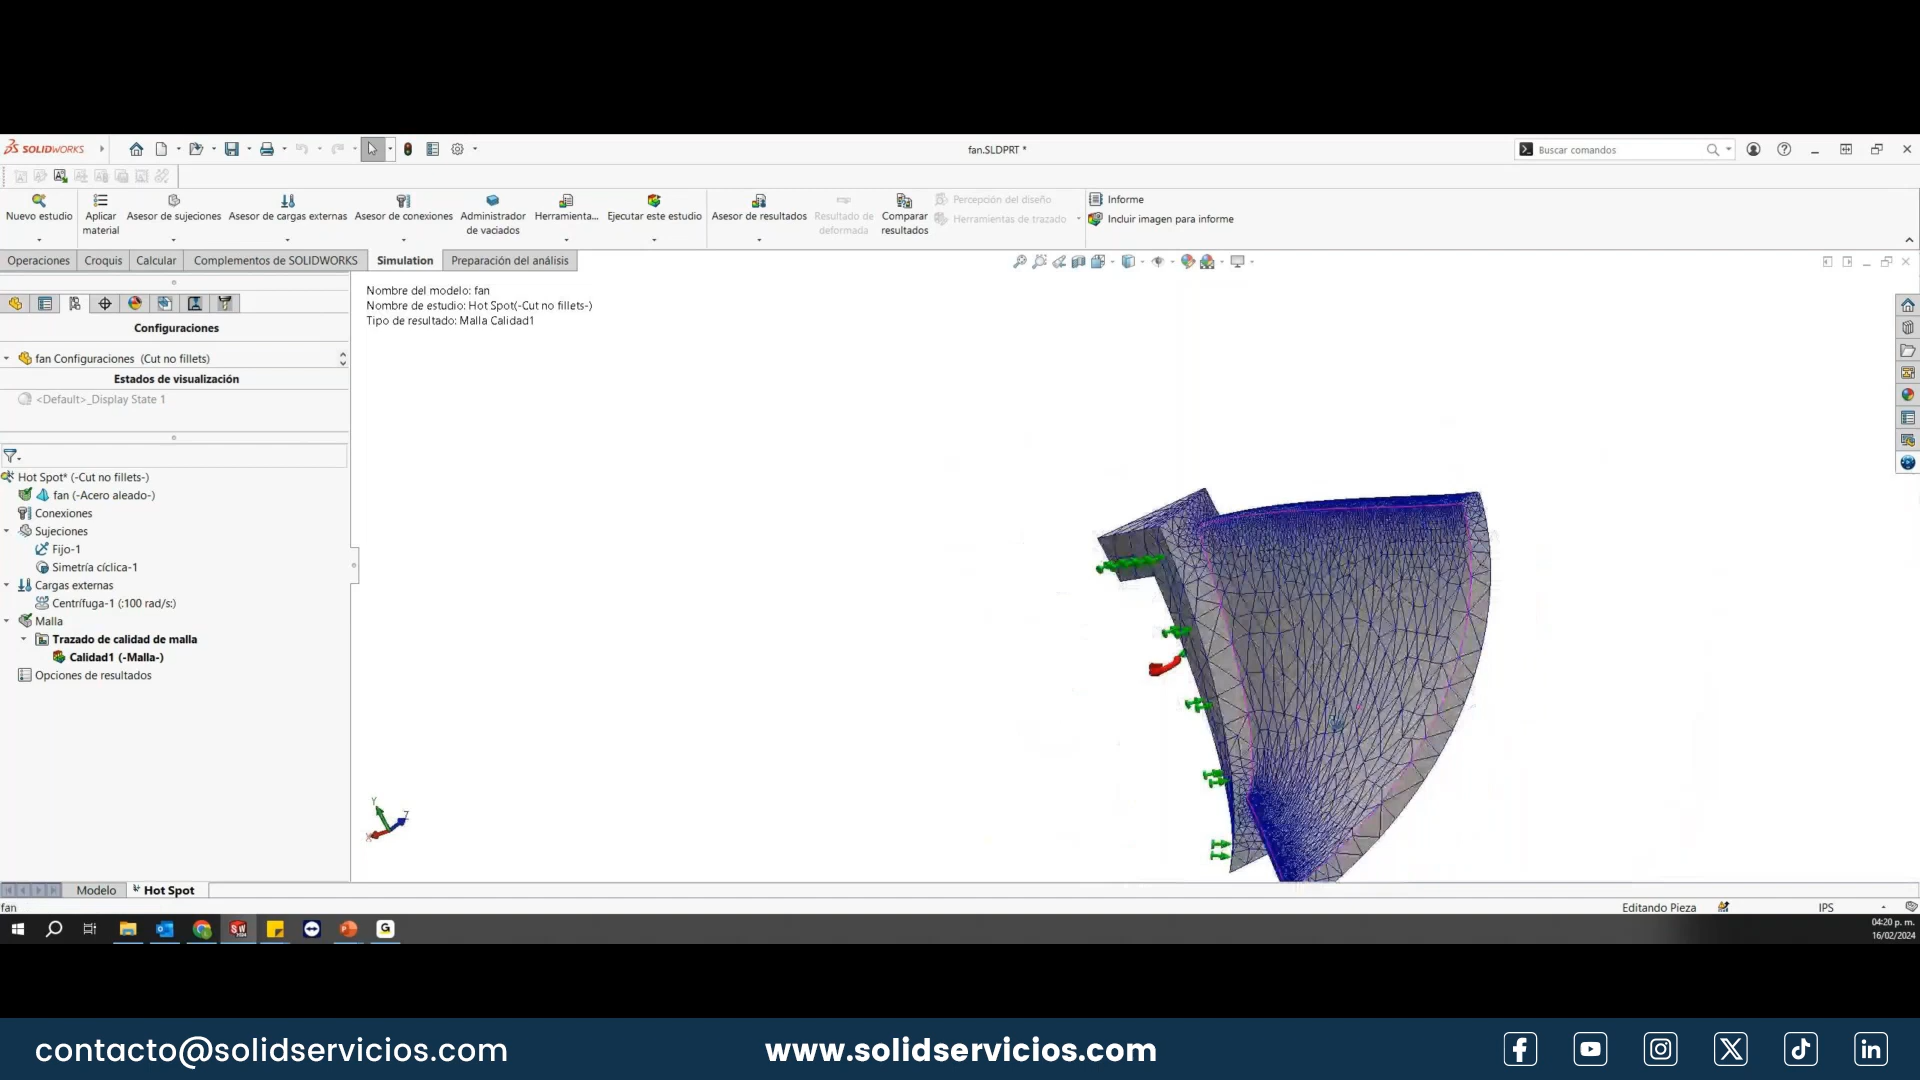 SOLIDWORKS
fan.SLDPRT *
Buscar comandos
Nuevo estudio
Aplicar material
Asesor de sujeciones
Asesor de cargas externas
Asesor de conexiones
Administrador de vaciados
Herramienta...
Ejecutar este estudio
Asesor de resultados
Resultado de deformada
Comparar resultados
Percepción del diseño
Herramientas de trazado
Informe
Incluir imagen para informe
Operaciones
Croquis
Calcular
Complementos de SOLIDWORKS
Simulation
Preparación del análisis
Configuraciones
fan Configuraciones (Cut no fillets)
Estados de visualización
<Default>_Display State 1
Nombre del modelo: fan
Nombre de estudio: Hot Spot(-Cut no fillets-)
Tipo de resultado: Malla Calidad1
Hot Spot* (-Cut no fillets-)
fan (-Acero aleado-)
Conexiones
Sujeciones
Fijo-1
Simetría cíclica-1
Cargas externas
Centrífuga-1 (:100 rad/s:)
Malla
Trazado de calidad de malla
Calidad1 (-Malla-)
Opciones de resultados
Y
Z
X
Modelo
Hot Spot
fan
Editando Pieza
IPS
04:20 p. m.
16/02/2024
contacto@solidservicios.com
www.solidservicios.com